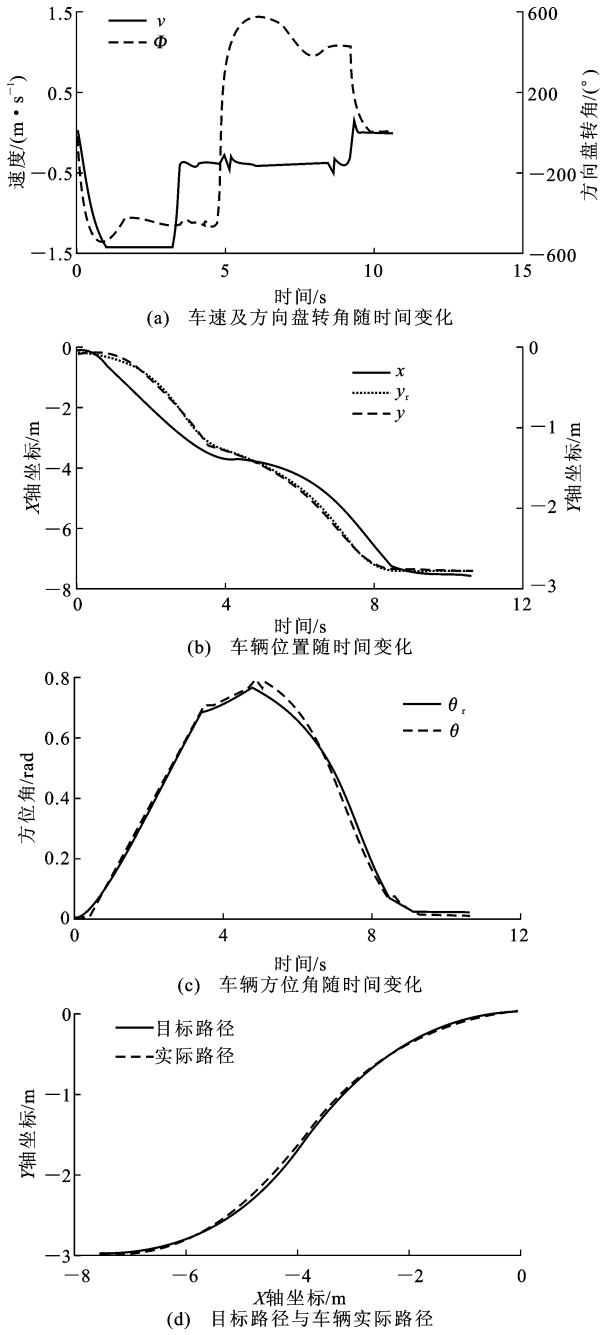 1.5
0.5
−0.5
−1.5
速度/(m·s⁻¹)
v
Φ
600
200
−200
−600
方向盘转角/(°)
0
5
10
15
时间/s
(a) 车速及方向盘转角随时间变化
0
−2
−4
−6
−8
X轴坐标/m
x
yr
y
0
−1
−2
−3
Y轴坐标/m
0
4
8
12
时间/s
(b) 车辆位置随时间变化
0.8
0.6
0.4
0.2
0
方位角/rad
θr
θ
0
4
8
12
时间/s
(c) 车辆方位角随时间变化
0
−1
−2
−3
Y轴坐标/m
目标路径
实际路径
−8
−6
−4
−2
0
X轴坐标/m
(d) 目标路径与车辆实际路径